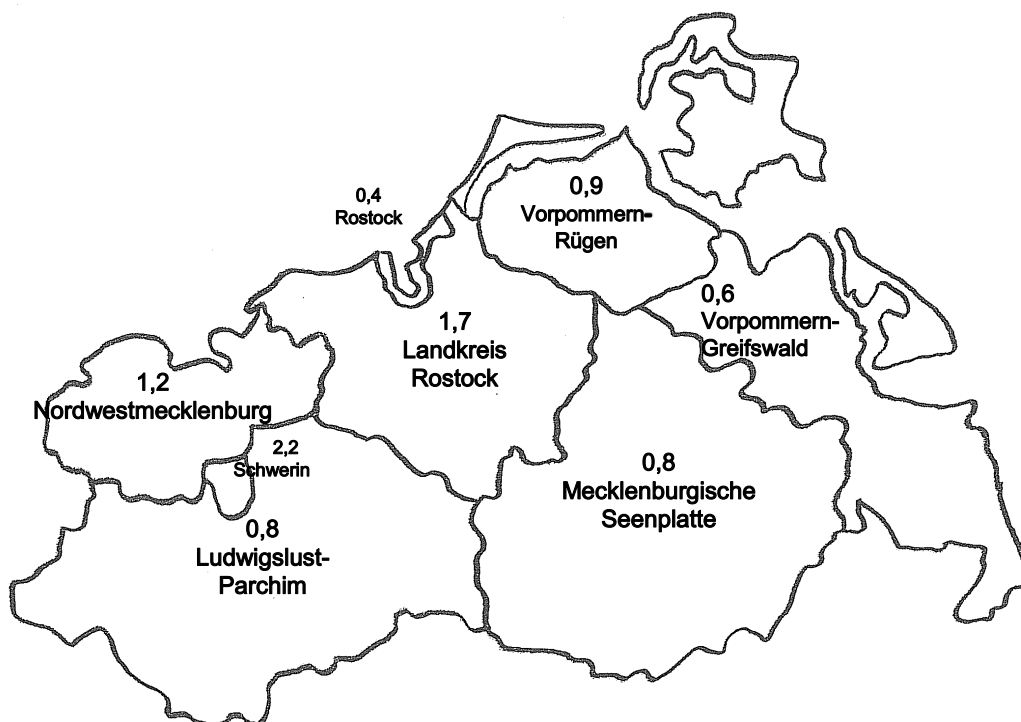 0,4
Rostock
0,9
Vorpommern-
Rügen
0,6
Vorpommern-
Greifswald
1,7
Landkreis
Rostock
1,2
Nordwestmecklenburg
2,2
Schwerin
0,8
Mecklenburgische
Seenplatte
0,8
Ludwigslust-
Parchim